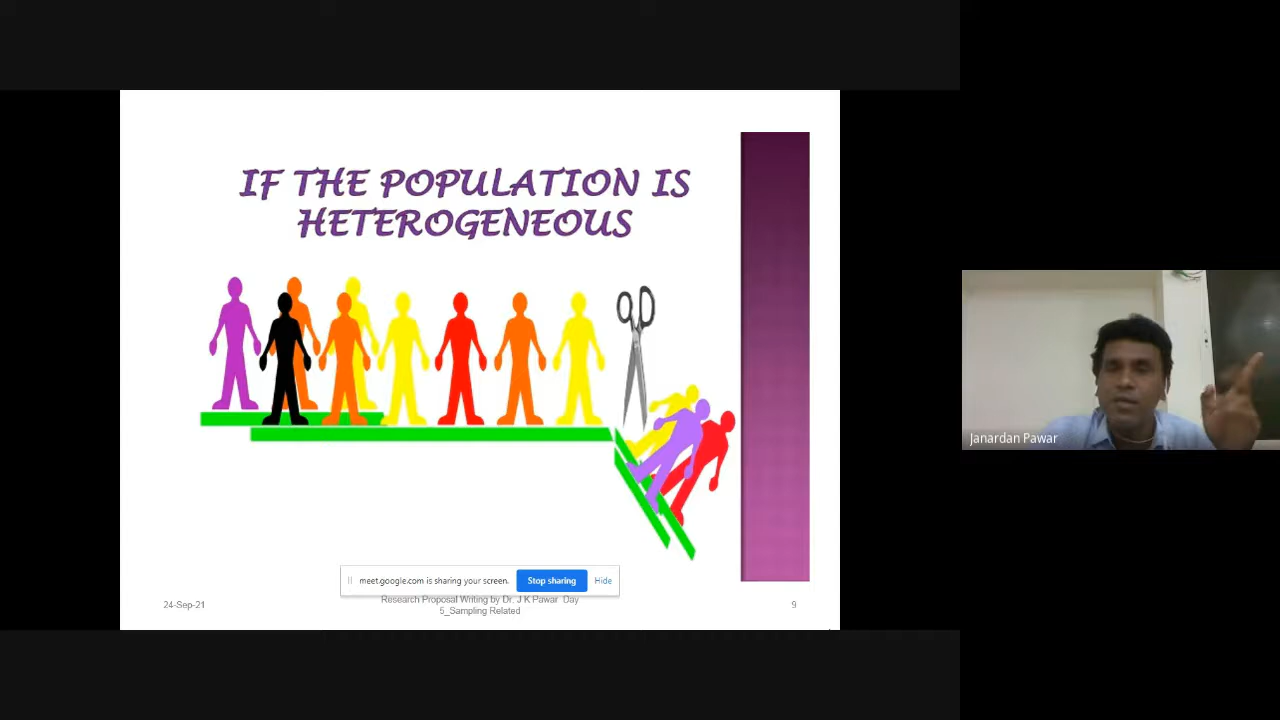 IF THE POPULATION IS
HETEROGENEOUS
meet.google.com is sharing your screen.
Stop sharing
Hide
24-Sep-21
Research Proposal Writing by Dr. J K Pawar Day
5_Sampling Related
9
Janardan Pawar